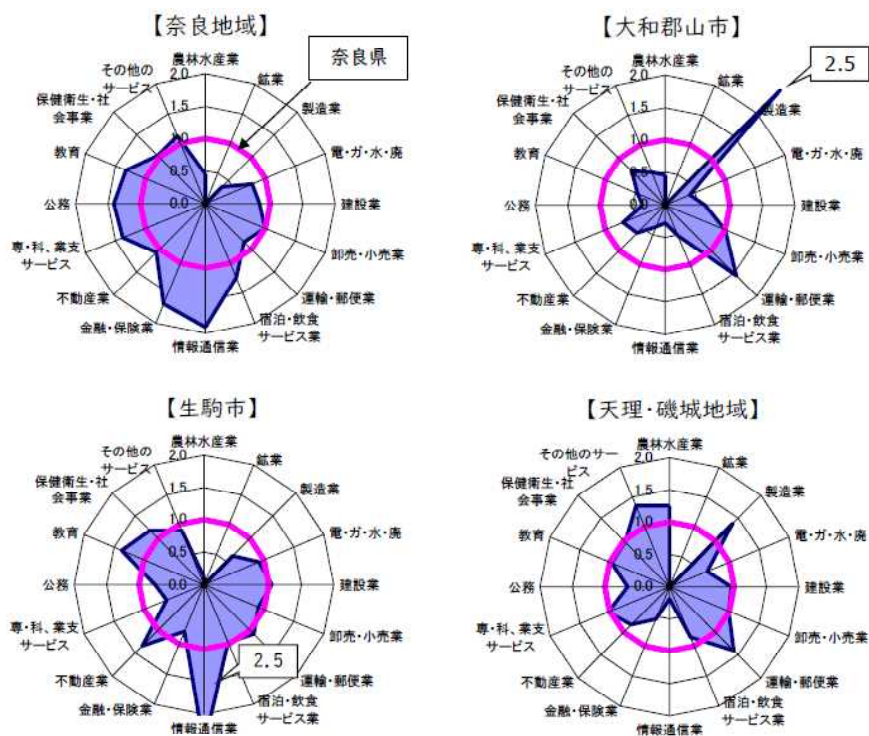 【奈良地域】
奈良県
農林水産業
2.0
1.5
1.0
0.5
0.0
鉱業
製造業
電・ガ・水・廃
建設業
卸売・小売業
運輸・郵便業
宿泊・飲食
サービス業
情報通信業
金融・保険業
不動産業
専・科、業支
サービス
公務
教育
保健衛生・社
会事業
その他の
サービス
【大和郡山市】
2.5
農林水産業
2.0
1.5
1.0
0.5
0.0
鉱業
製造業
電・ガ・水・廃
建設業
卸売・小売業
運輸・郵便業
宿泊・飲食
サービス業
情報通信業
金融・保険業
不動産業
専・科、業支
サービス
公務
教育
保健衛生・社
会事業
その他の
サービス
【生駒市】
農林水産業
2.0
1.5
1.0
0.5
0.0
鉱業
製造業
電・ガ・水・廃
建設業
卸売・小売業
2.5
運輸・郵便業
宿泊・飲食
サービス業
情報通信業
金融・保険業
不動産業
専・科、業支
サービス
公務
教育
保健衛生・社
会事業
その他の
サービス
【天理・磯城地域】
農林水産業
2.0
1.5
1.0
0.5
0.0
鉱業
製造業
電・ガ・水・廃
建設業
卸売・小売業
運輸・郵便業
宿泊・飲食
サービス業
情報通信業
金融・保険業
不動産業
専・科、業支
サービス
公務
教育
保健衛生・社
会事業
その他のサー
ビス